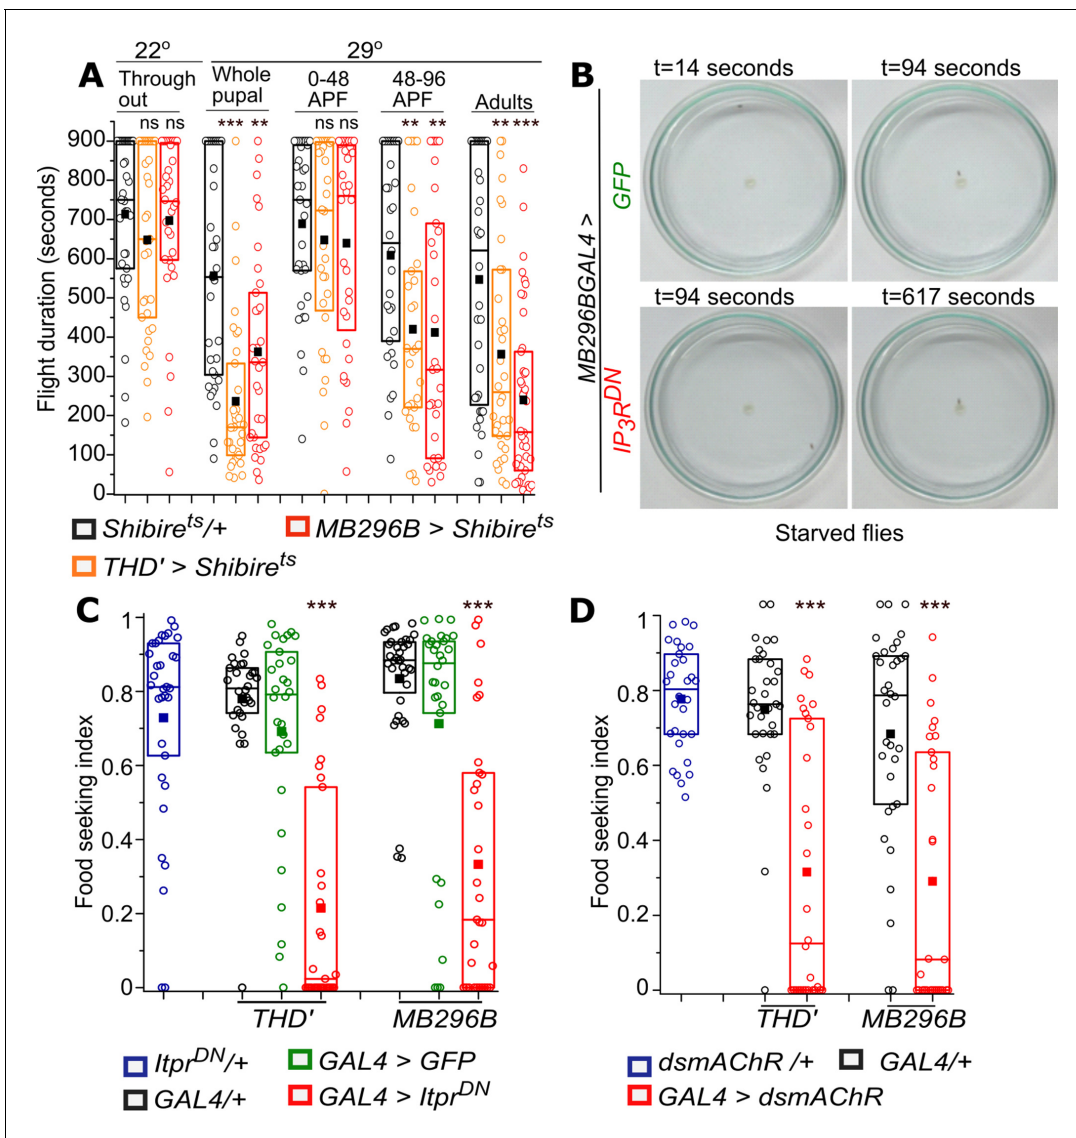 A
22o
29o
Through
out
Whole
pupal
0-48
APF
48-96
APF
Adults
ns ns
*** **
ns ns
** **
** ***
Flight duration (seconds)
900
800
700
600
500
400
300
200
100
0
Shibire^ts/+
MB296B > Shibire^ts
THD' > Shibire^ts
B
t=14 seconds
t=94 seconds
t=94 seconds
t=617 seconds
MB296BGAL4 >
GFP
IP3R^DN
Starved flies
C
***
***
Food seeking index
1
0.8
0.6
0.4
0.2
0
THD'
MB296B
Itpr^DN/+
GAL4 > GFP
GAL4/+
GAL4 > Itpr^DN
D
***
***
Food seeking index
1
0.8
0.6
0.4
0.2
0
THD'
MB296B
dsmAChR /+
GAL4/+
GAL4 > dsmAChR